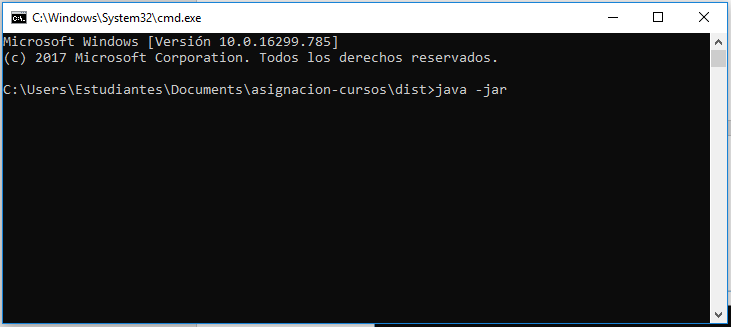 C:\Windows\System32\cmd.exe
Microsoft Windows [Versión 10.0.16299.785]
(c) 2017 Microsoft Corporation. Todos los derechos reservados.
C:\Users\Estudiantes\Documents\asignacion-cursos\dist>java -jar